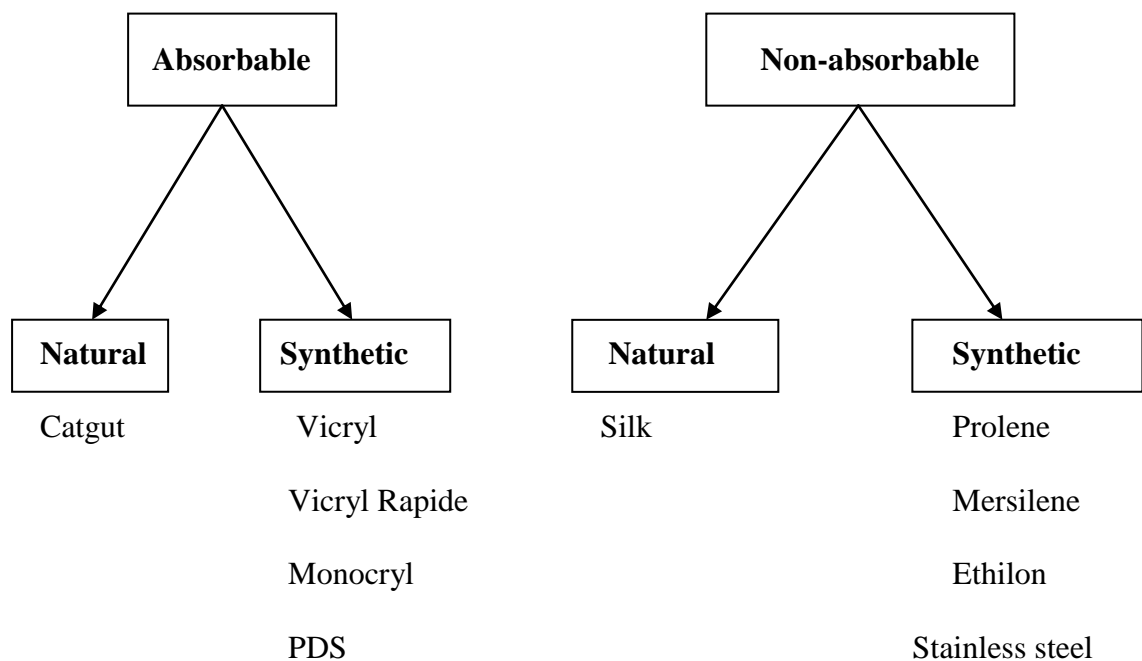 Absorbable
Non-absorbable
Natural
Synthetic
Natural
Synthetic
Catgut
Vicryl
Silk
Prolene
Vicryl Rapide
Mersilene
Monocryl
Ethilon
PDS
Stainless steel